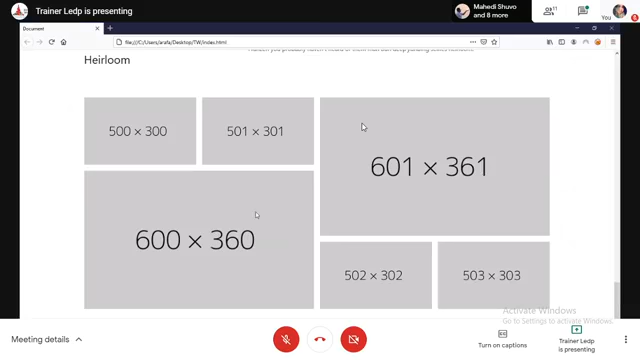 Trainer Ledp is presenting
Mahedi Shuvo
and 8 more
11
You
Document
file:///C:/Users/arafa/Desktop/TW/index.html
Heirloom
500 × 300
501 × 301
601 × 361
600 × 360
502 × 302
503 × 303
Activate Windows
Go to Settings to activate Windows.
Meeting details
Turn on captions
Trainer Ledp
is presenting